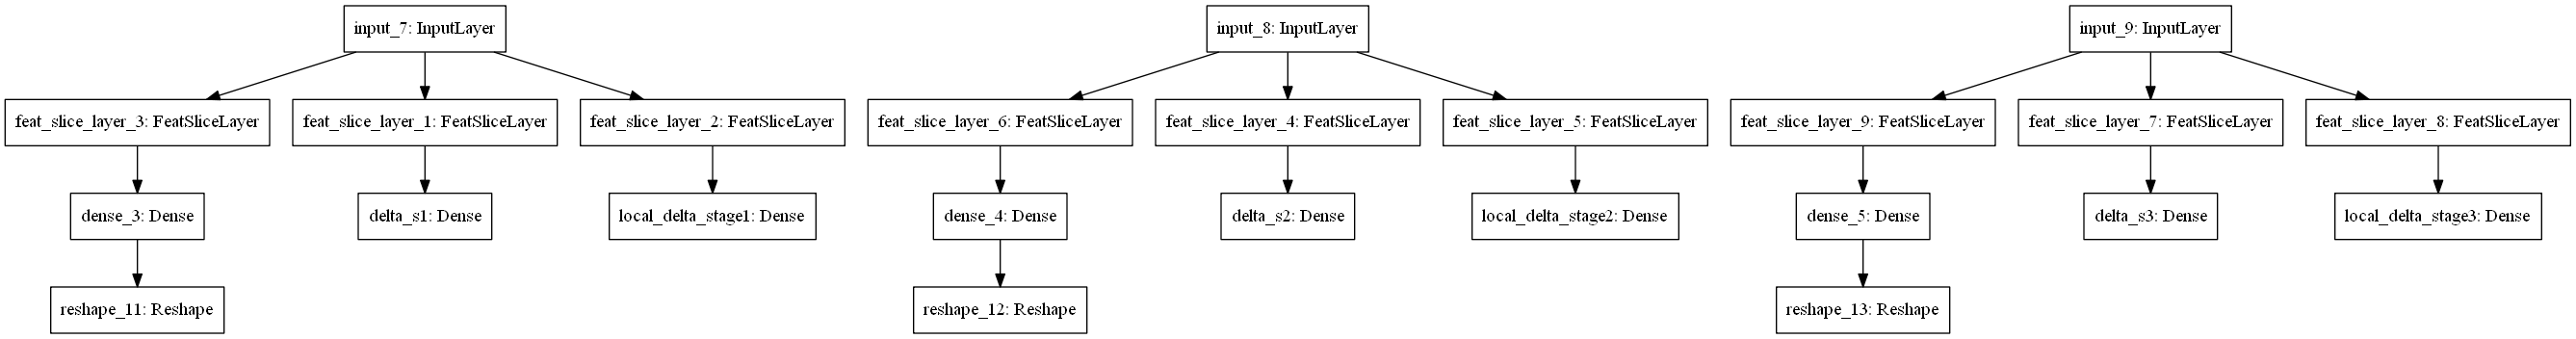 input_7: InputLayer
input_8: InputLayer
input_9: InputLayer
feat_slice_layer_3: FeatSliceLayer
feat_slice_layer_1: FeatSliceLayer
feat_slice_layer_2: FeatSliceLayer
feat_slice_layer_6: FeatSliceLayer
feat_slice_layer_4: FeatSliceLayer
feat_slice_layer_5: FeatSliceLayer
feat_slice_layer_9: FeatSliceLayer
feat_slice_layer_7: FeatSliceLayer
feat_slice_layer_8: FeatSliceLayer
dense_3: Dense
delta_s1: Dense
local_delta_stage1: Dense
dense_4: Dense
delta_s2: Dense
local_delta_stage2: Dense
dense_5: Dense
delta_s3: Dense
local_delta_stage3: Dense
reshape_11: Reshape
reshape_12: Reshape
reshape_13: Reshape